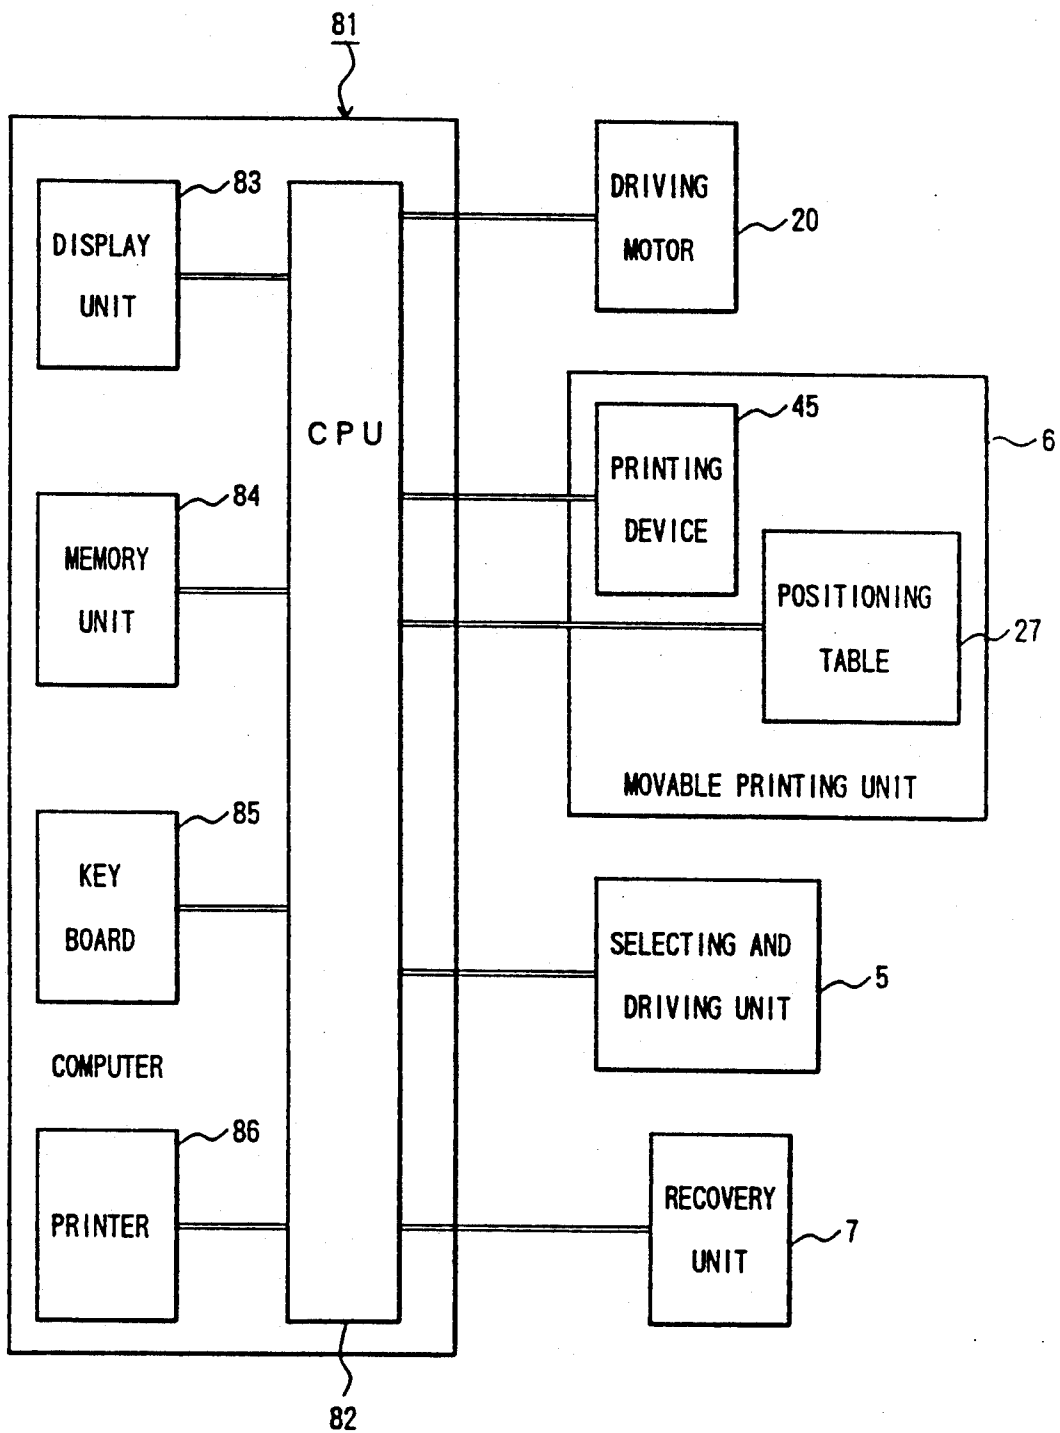 81
83
DISPLAY
UNIT
CPU
DRIVING
MOTOR
20
84
MEMORY
UNIT
45
PRINTING
DEVICE
6
POSITIONING
TABLE
27
MOVABLE PRINTING UNIT
85
KEY
BOARD
SELECTING AND
DRIVING UNIT
5
COMPUTER
86
PRINTER
RECOVERY
UNIT
7
82